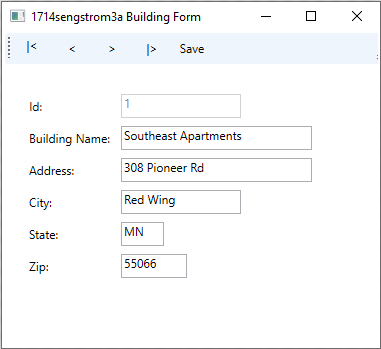 1714sengstrom3a Building Form
|< < > >| Save
Id: 1
Building Name: Southeast Apartments
Address: 308 Pioneer Rd
City: Red Wing
State: MN
Zip: 55066